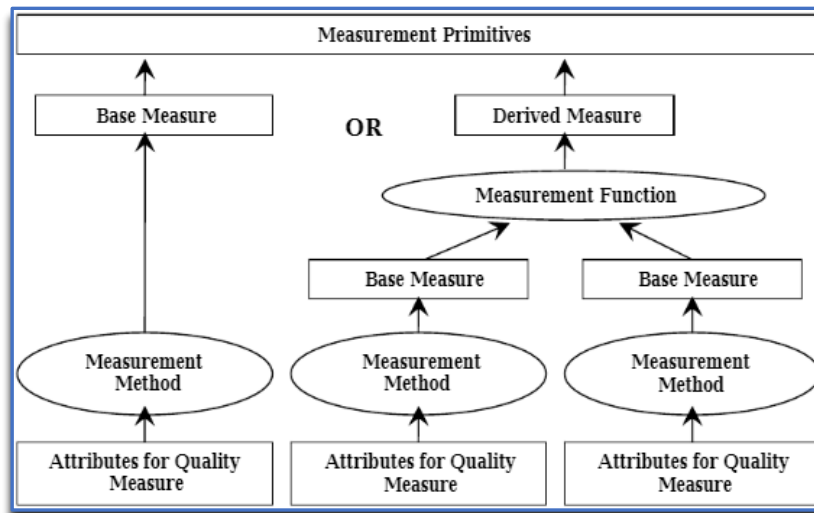 Measurement Primitives
Base Measure
OR
Derived Measure
Measurement Function
Base Measure
Base Measure
Measurement
Method
Measurement
Method
Measurement
Method
Attributes for Quality
Measure
Attributes for Quality
Measure
Attributes for Quality
Measure